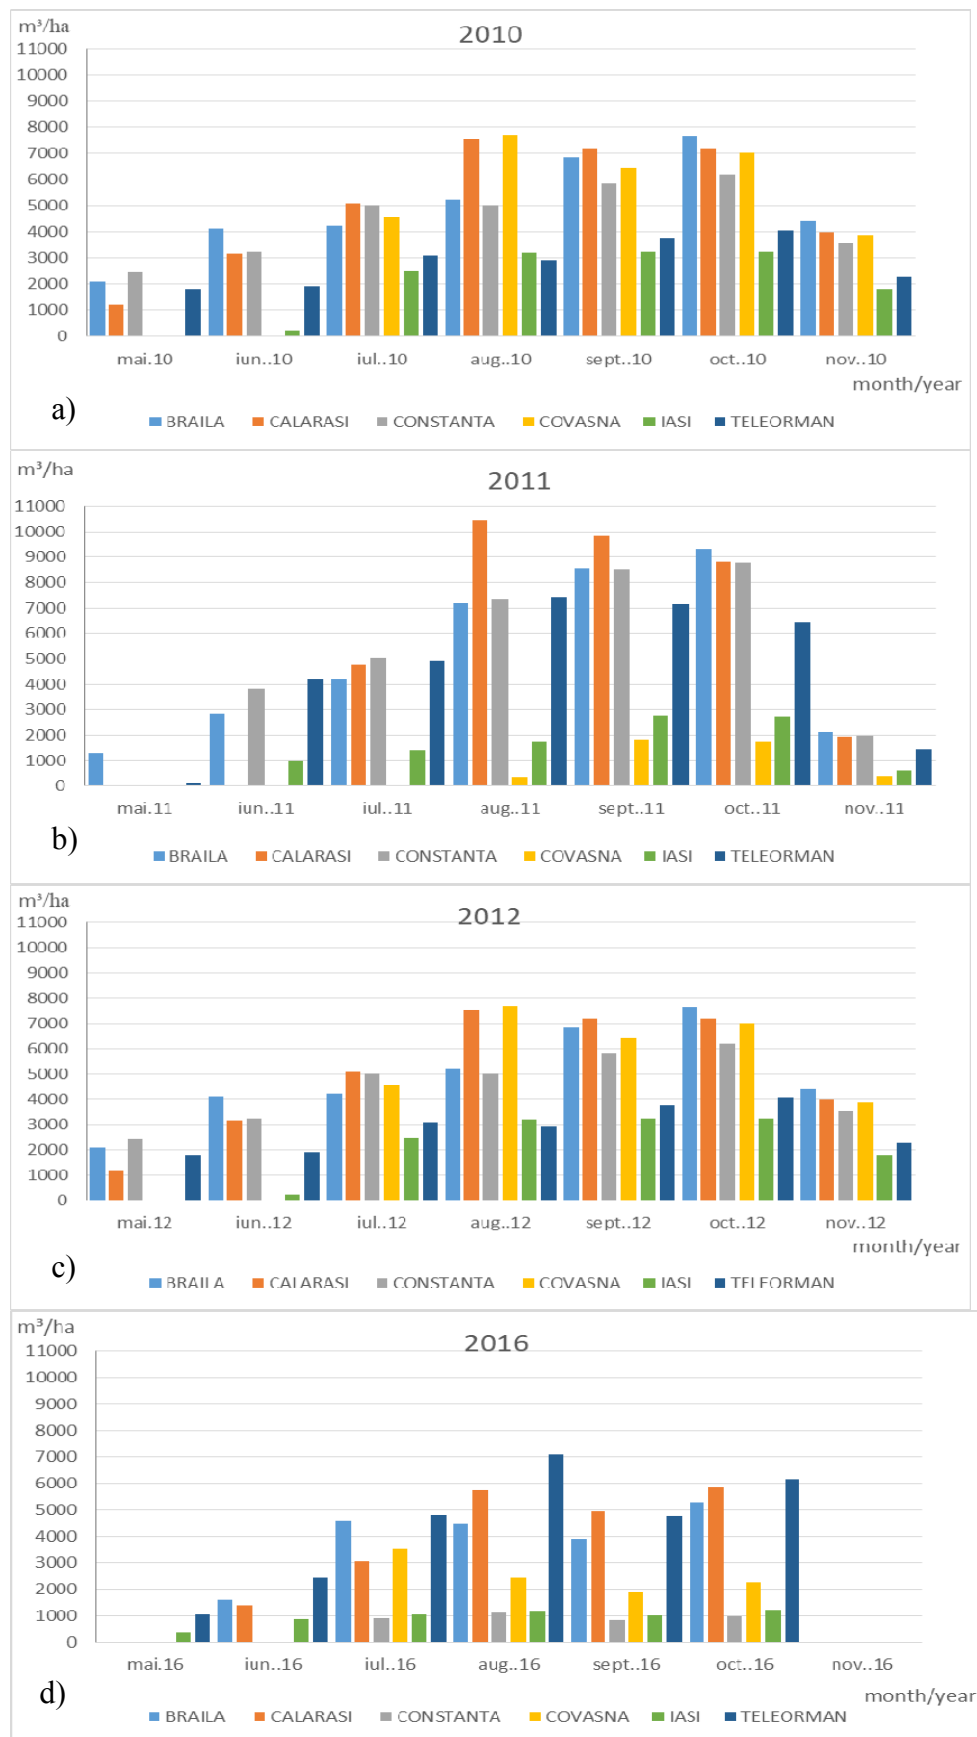 m³/ha
2010
11000
10000
9000
8000
7000
6000
5000
4000
3000
2000
1000
0
mai.10 iun..10 iul..10 aug..10 sept..10 oct..10 nov..10
month/year
a)
BRAILA CALARASI CONSTANTA COVASNA IASI TELEORMAN
m³/ha
2011
11000
10000
9000
8000
7000
6000
5000
4000
3000
2000
1000
0
mai.11 iun..11 iul..11 aug..11 sept..11 oct..11 nov..11
b)
BRAILA CALARASI CONSTANTA COVASNA IASI TELEORMAN
m³/ha
2012
11000
10000
9000
8000
7000
6000
5000
4000
3000
2000
1000
0
mai.12 iun..12 iul..12 aug..12 sept..12 oct..12 nov..12
month/year
c)
BRAILA CALARASI CONSTANTA COVASNA IASI TELEORMAN
m³/ha
2016
11000
10000
9000
8000
7000
6000
5000
4000
3000
2000
1000
0
mai.16 iun..16 iul..16 aug..16 sept..16 oct..16 nov..16
month/year
d)
BRAILA CALARASI CONSTANTA COVASNA IASI TELEORMAN